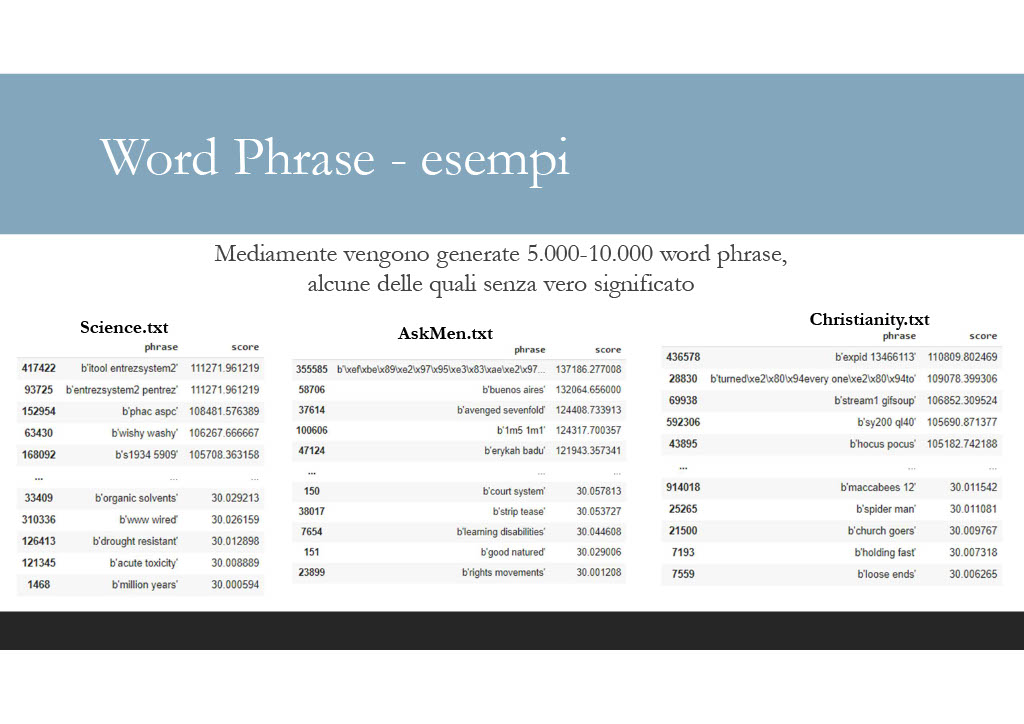 Word Phrase - esempi
Mediamente vengono generate 5.000-10.000 word phrase,
alcune delle quali senza vero significato
Science.txt
phrase score
417422 b'itool entrezsystem2' 111271.961219
93725 b'entrezsystem2 pentrez' 111271.961219
152954 b'phac aspc' 108481.576389
63430 b'wishy washy' 106267.666667
168092 b's1934 5909' 105708.363158
... ... ...
33409 b'organic solvents' 30.029213
310336 b'www wired' 30.026159
126413 b'drought resistant' 30.012898
121345 b'acute toxicity' 30.008889
1468 b'million years' 30.000594
AskMen.txt
phrase score
355585 b'\xef\xbe\x89\xe2\x97\x95\xe3\x83\xae\xe2\x97... 137186.277008
58706 b'buenos aires' 132064.656000
37614 b'avenged sevenfold' 124408.733913
100606 b'1m5 1m1' 124317.700357
47124 b'erykah badu' 121943.357341
... ... ...
150 b'court system' 30.057813
38017 b'strip tease' 30.053727
7654 b'learning disabilities' 30.044608
151 b'good natured' 30.029006
23899 b'rights movements' 30.001208
Christianity.txt
phrase score
436578 b'expid 13466113' 110809.802469
28830 b'turned\xe2\x80\x94every one\xe2\x80\x94to' 109078.399306
69938 b'stream1 gifsoup' 106852.309524
592306 b'sy200 ql40' 105690.871377
43895 b'hocus pocus' 105182.742188
... ... ...
914018 b'maccabees 12' 30.011542
25265 b'spider man' 30.011081
21500 b'church goers' 30.009767
7193 b'holding fast' 30.007318
7559 b'loose ends' 30.006265